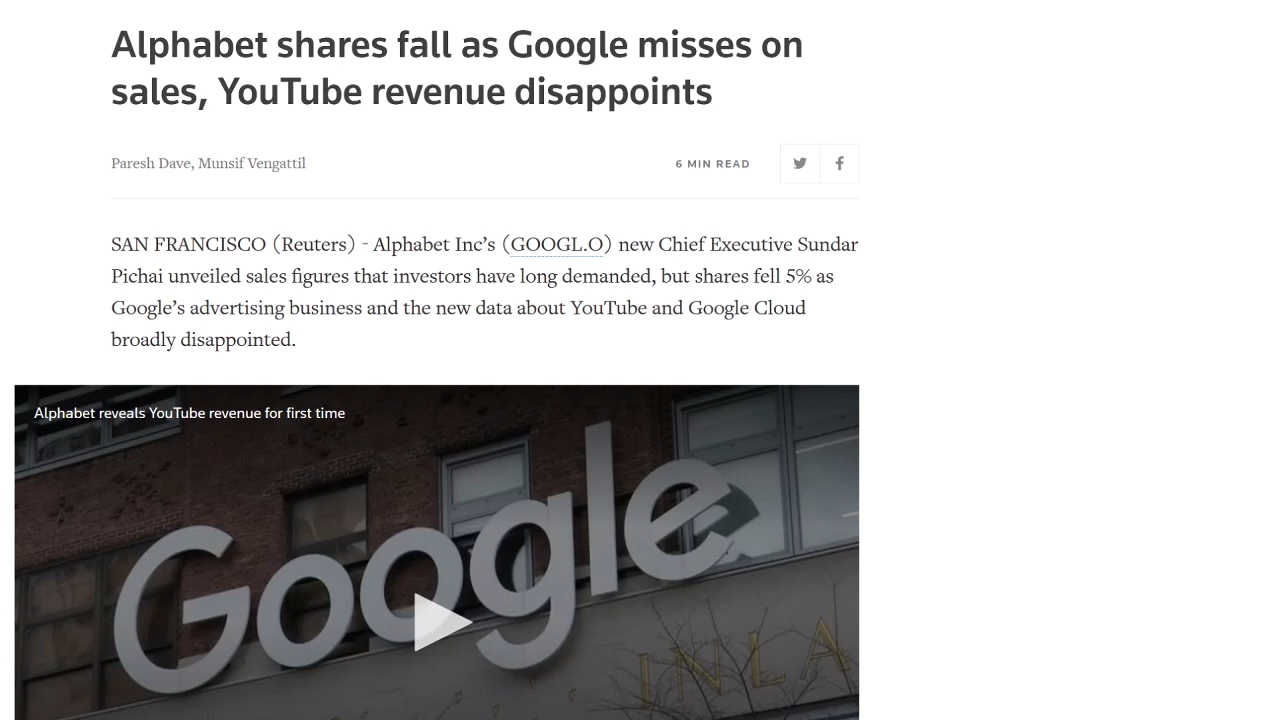 Alphabet shares fall as Google misses on
sales, YouTube revenue disappoints
Paresh Dave, Munsif Vengattil
6 MIN READ
SAN FRANCISCO (Reuters) - Alphabet Inc’s (GOOGL.O) new Chief Executive Sundar
Pichai unveiled sales figures that investors have long demanded, but shares fell 5% as
Google’s advertising business and the new data about YouTube and Google Cloud
broadly disappointed.
Alphabet reveals YouTube revenue for first time
Google
INLA